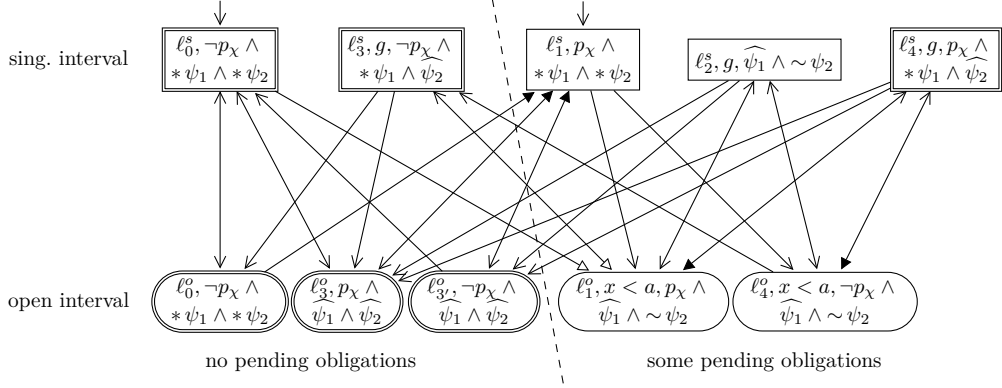 sing. interval
ℓ₀ˢ, ¬p_χ ∧
∗ ψ₁ ∧ ∗ ψ₂
ℓ₃ˢ, g, ¬p_χ ∧
∗ ψ₁ ∧ ψ̂₂
ℓ₁ˢ, p_χ ∧
∗ ψ₁ ∧ ∗ ψ₂
ℓ₂ˢ, g, ψ̂₁ ∧ ∼ ψ₂
ℓ₄ˢ, g, p_χ ∧
∗ ψ₁ ∧ ψ̂₂
open interval
ℓ₀ᵒ, ¬p_χ ∧
∗ ψ₁ ∧ ∗ ψ₂
ℓ₃ᵒ, p_χ ∧
ψ̂₁ ∧ ψ̂₂
ℓ₃′ᵒ, ¬p_χ ∧
ψ̂₁ ∧ ψ̂₂
ℓ₁ᵒ, x < a, p_χ ∧
ψ̂₁ ∧ ∼ ψ₂
ℓ₄ᵒ, x < a, ¬p_χ ∧
ψ̂₁ ∧ ∼ ψ₂
no pending obligations
some pending obligations